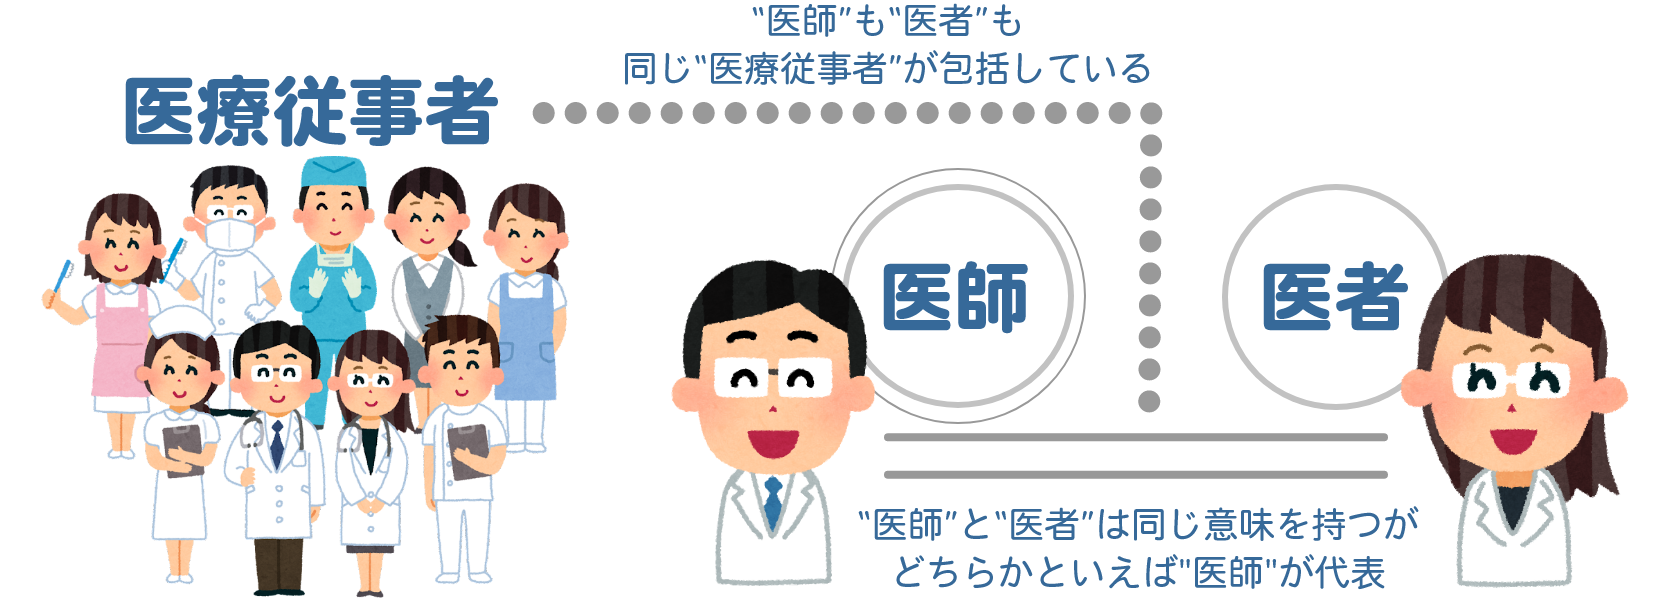 “医師”も“医者”も
同じ“医療従事者”が包括している
医療従事者
医師
医者
“医師”と“医者”は同じ意味を持つが
どちらかといえば"医師"が代表